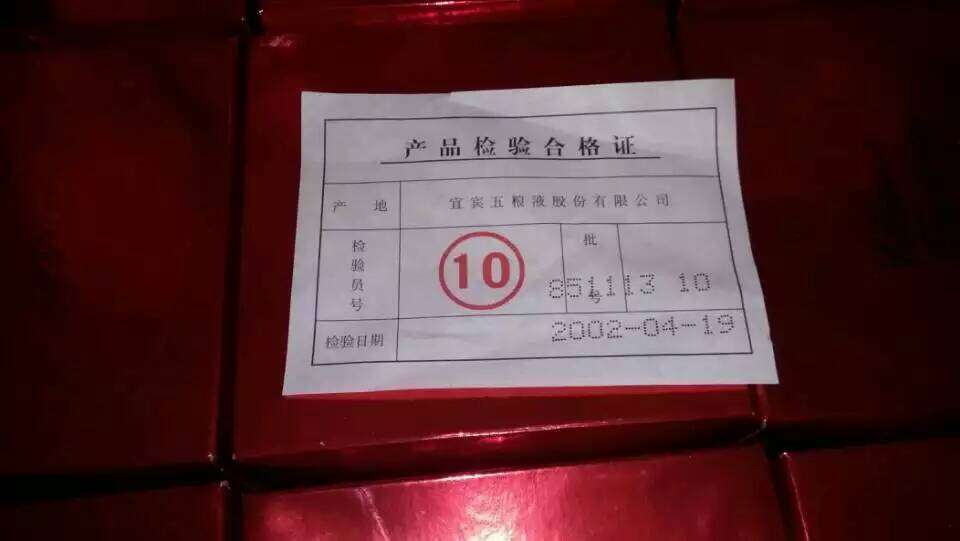 产品检验合格证
产 地 宜宾五粮液股份有限公司
检验员号 10 批号 851113 10
检验日期 2002-04-19